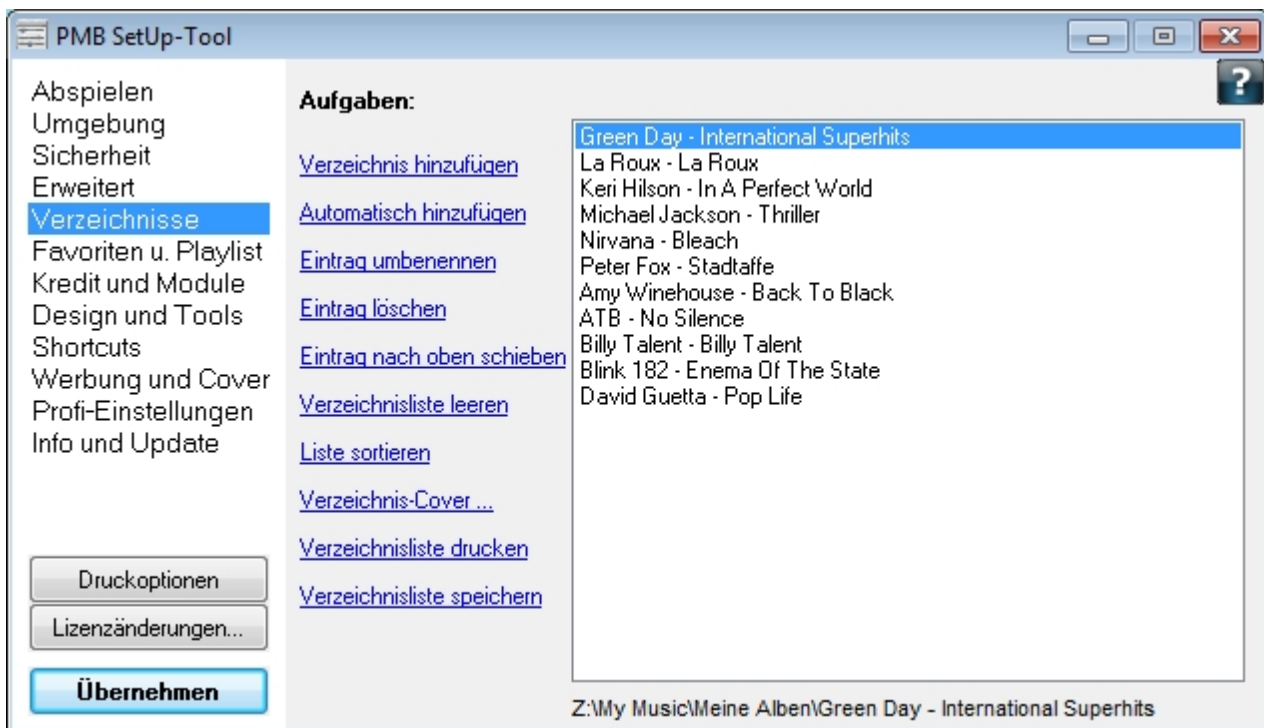 PMB SetUp-Tool
?
Abspielen
Umgebung
Sicherheit
Erweitert
Verzeichnisse
Favoriten u. Playlist
Kredit und Module
Design und Tools
Shortcuts
Werbung und Cover
Profi-Einstellungen
Info und Update
Druckoptionen
Lizenzänderungen...
Übernehmen
Aufgaben:
Verzeichnis hinzufügen
Automatisch hinzufügen
Eintrag umbenennen
Eintrag löschen
Eintrag nach oben schieben
Verzeichnisliste leeren
Liste sortieren
Verzeichnis-Cover ...
Verzeichnisliste drucken
Verzeichnisliste speichern
Green Day - International Superhits
La Roux - La Roux
Keri Hilson - In A Perfect World
Michael Jackson - Thriller
Nirvana - Bleach
Peter Fox - Stadtaffe
Amy Winehouse - Back To Black
ATB - No Silence
Billy Talent - Billy Talent
Blink 182 - Enema Of The State
David Guetta - Pop Life
Z:\My Music\Meine Alben\Green Day - International Superhits